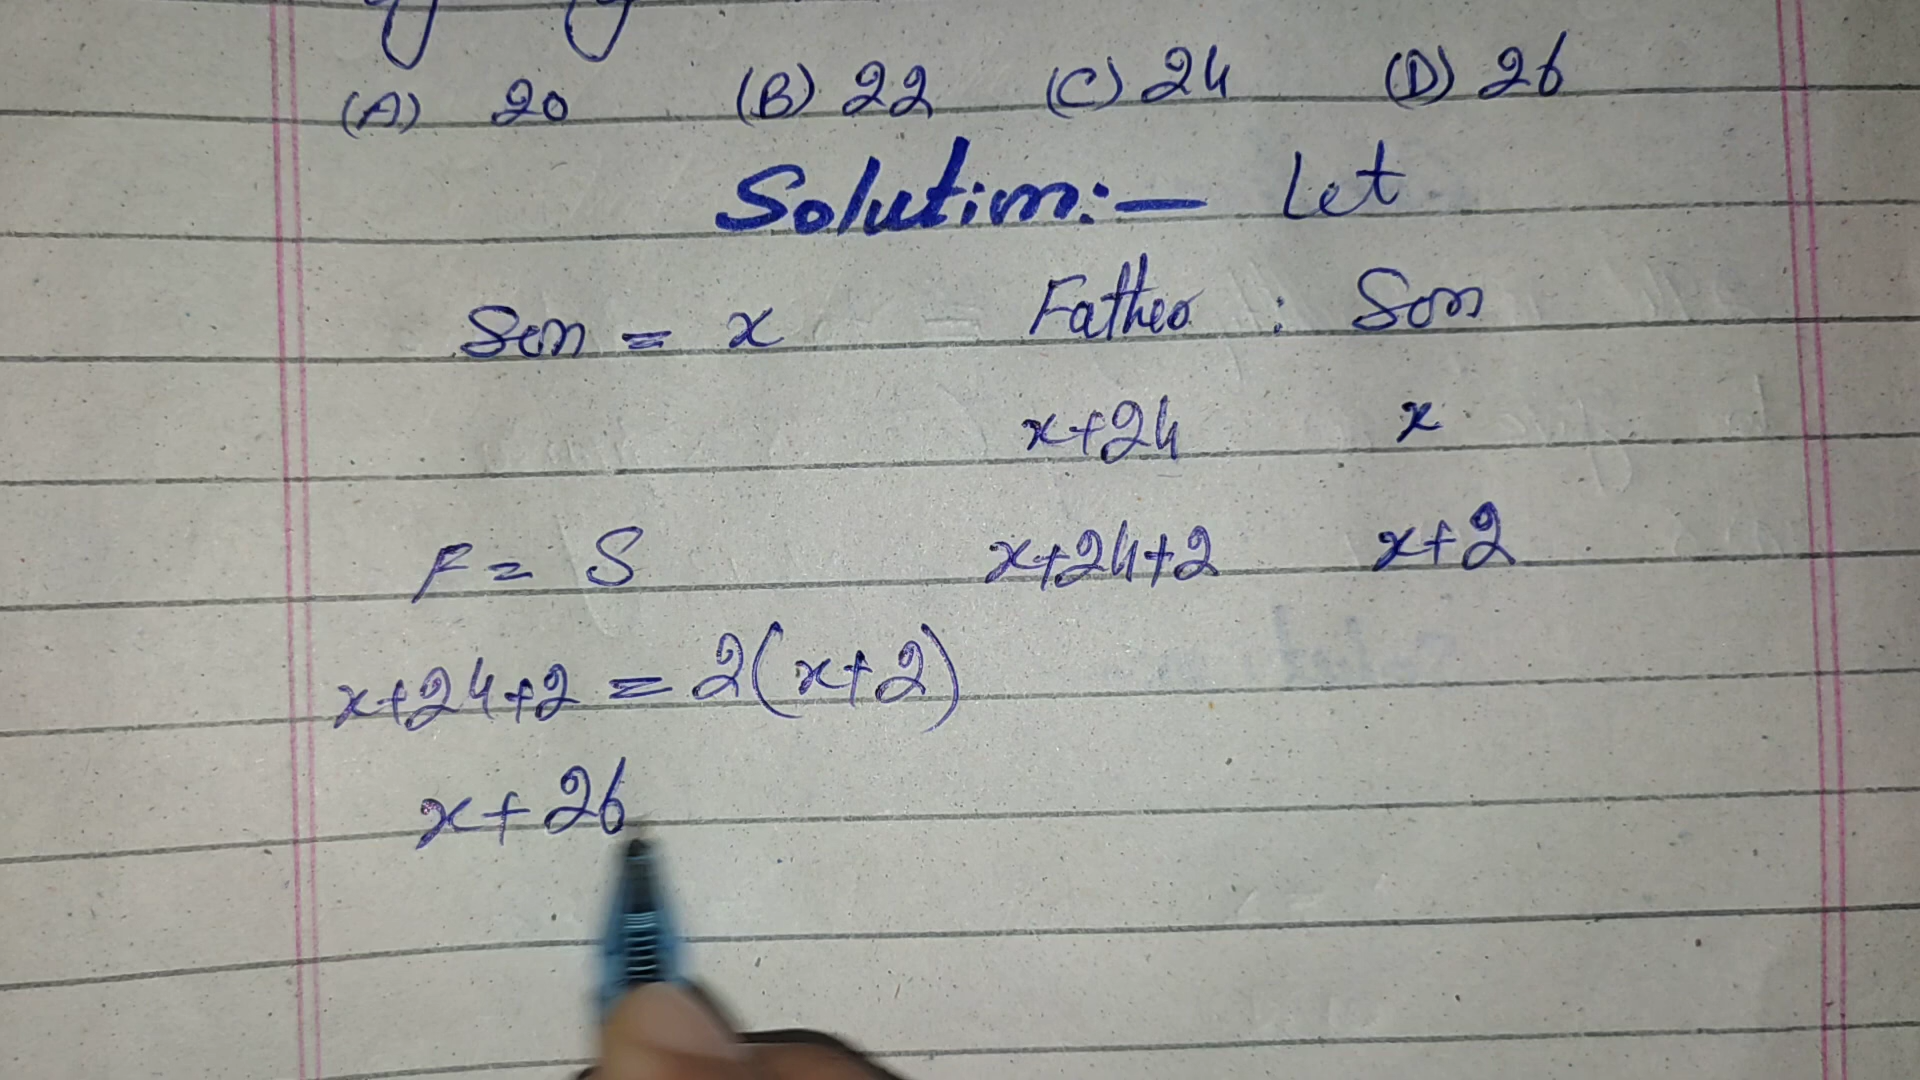 (A) 20 (B) 22 (C) 24 (D) 26
Solution:- Let
Son = x Father : Son
x+24 x
F = S x+24+2 x+2
x+24+2 = 2(x+2)
x+26